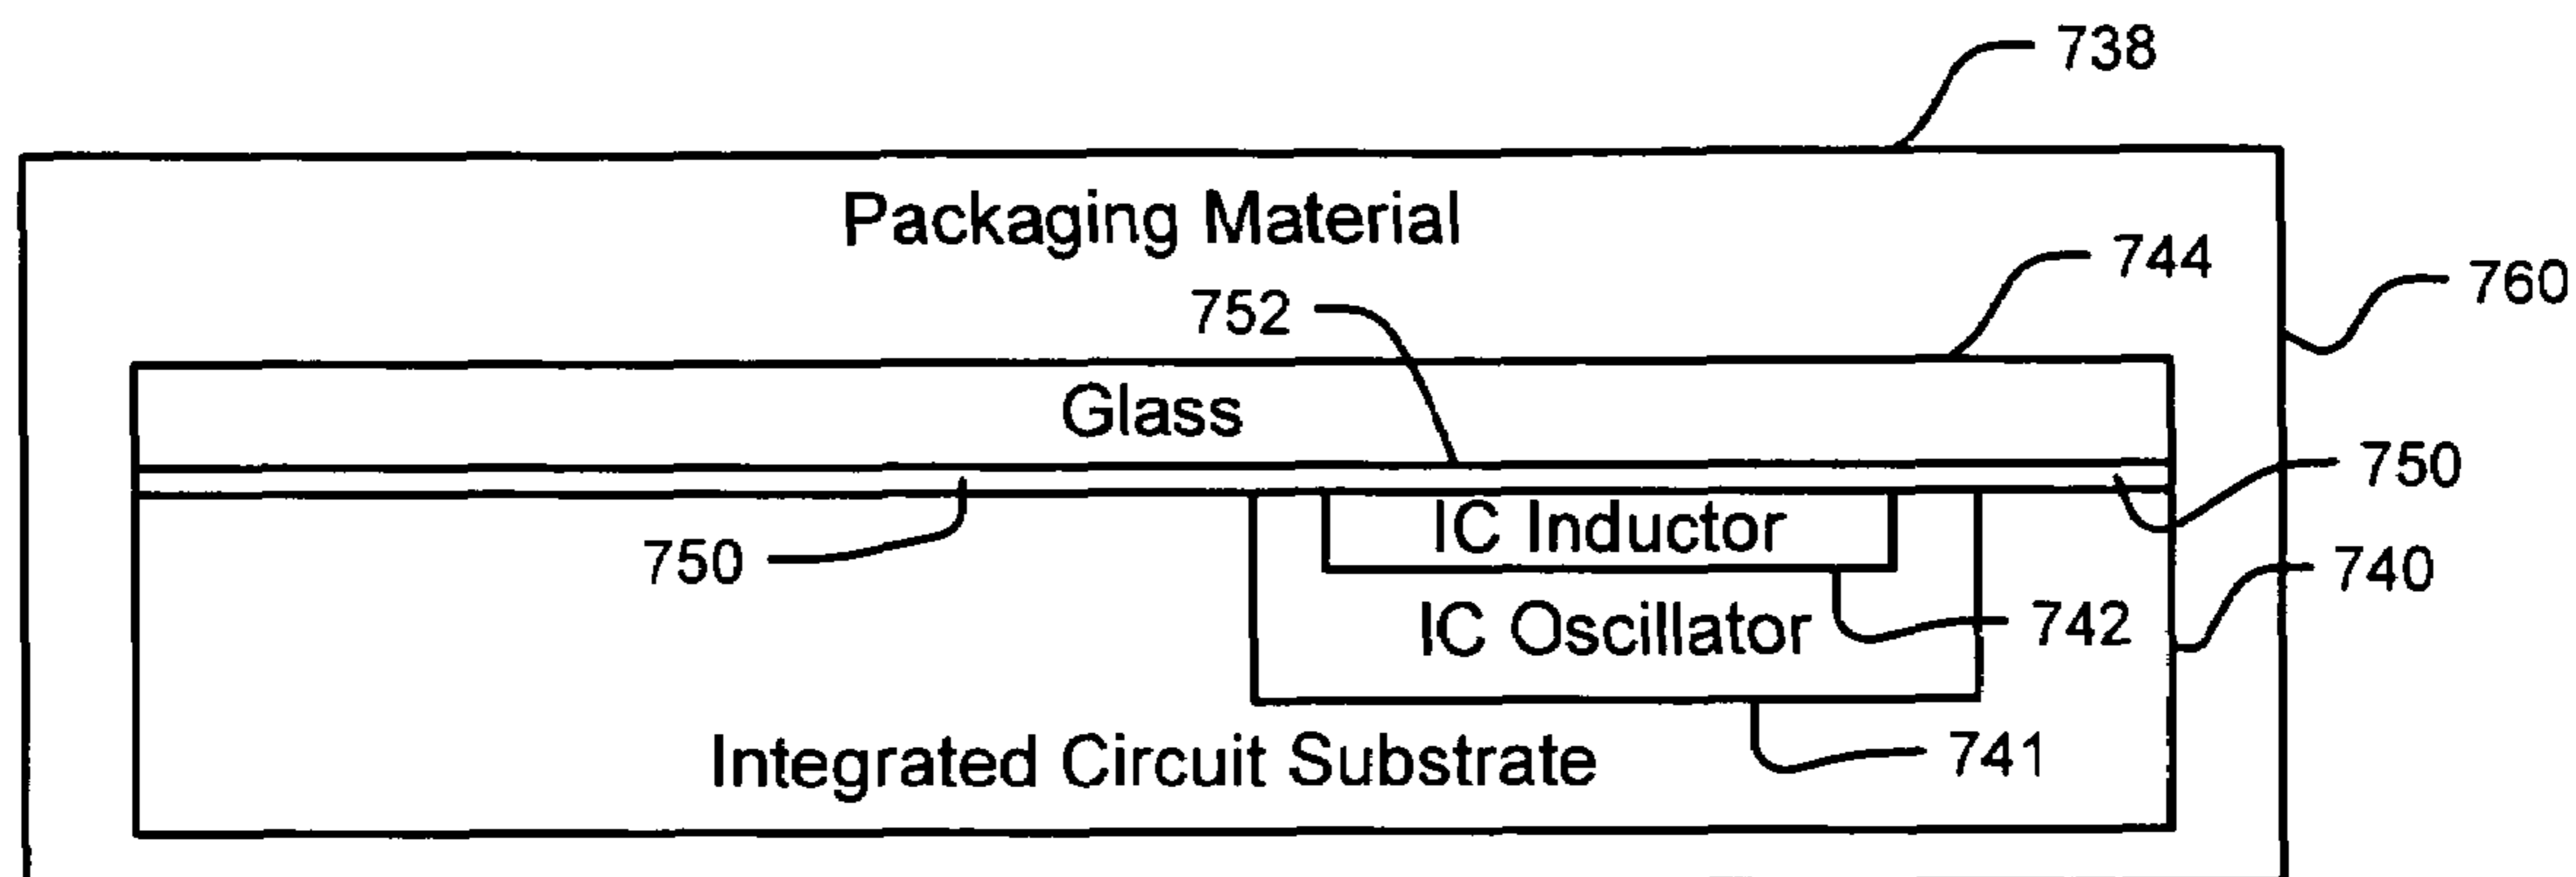 738
Packaging Material
744
760
752
Glass
750
IC Inductor
750
740
IC Oscillator
742
Integrated Circuit Substrate
741